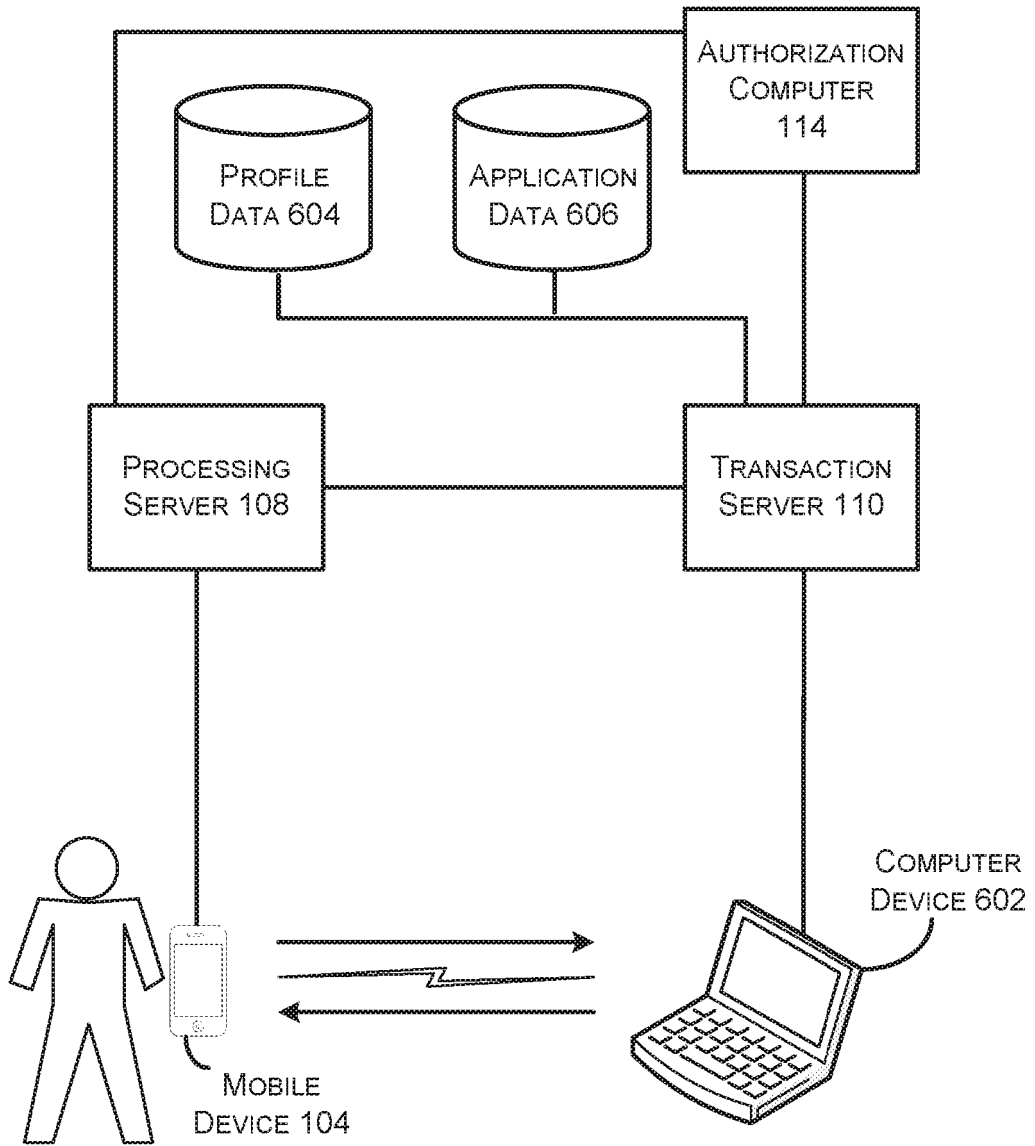 AUTHORIZATION
COMPUTER
114
PROFILE
DATA 604
APPLICATION
DATA 606
PROCESSING
SERVER 108
TRANSACTION
SERVER 110
COMPUTER
DEVICE 602
MOBILE
DEVICE 104